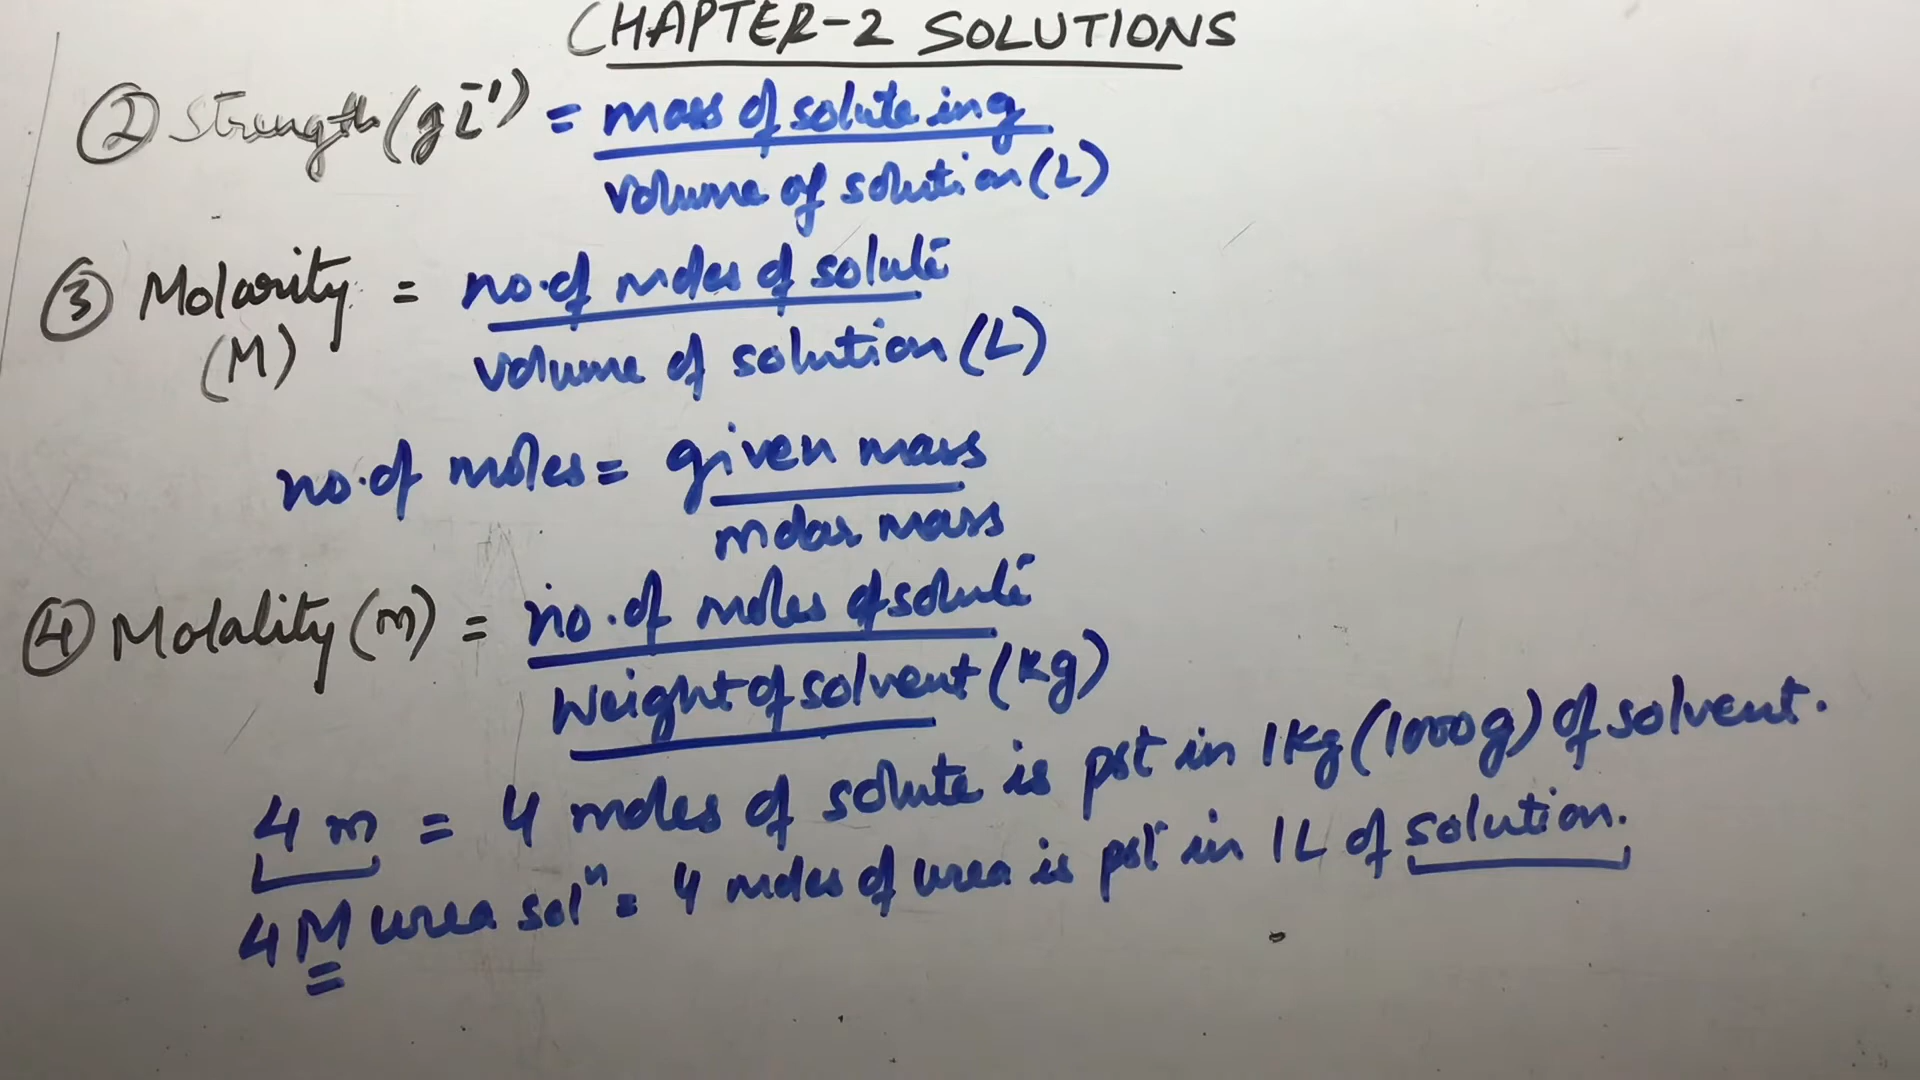 CHAPTER-2 SOLUTIONS
② Strength (g L⁻¹) = mass of solute in g
volume of solution (L)
③ Molarity = no. of moles of solute
(M) volume of solution (L)
no. of moles = given mass
molar mass
④ Molality (m) = no. of moles of solute
Weight of solvent (kg)
4 m = 4 moles of solute is pst in 1 kg (1000g) of solvent.
4 M urea solⁿ = 4 moles of urea is pst in 1 L of solution.